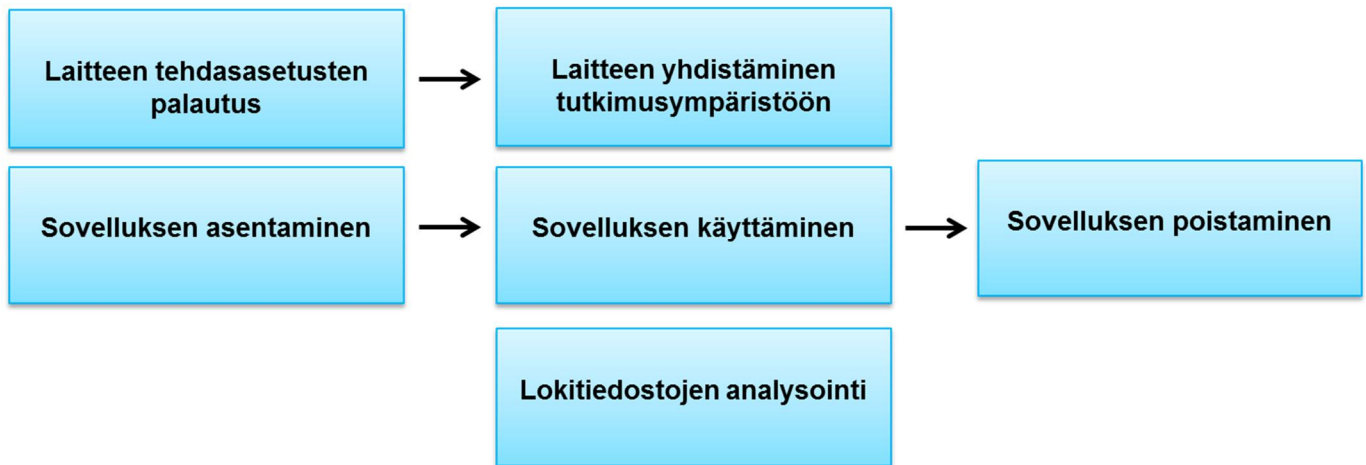 Laitteen tehdasasetusten
palautus
Laitteen yhdistäminen
tutkimusympäristöön
Sovelluksen asentaminen
Sovelluksen käyttäminen
Sovelluksen poistaminen
Lokitiedostojen analysointi